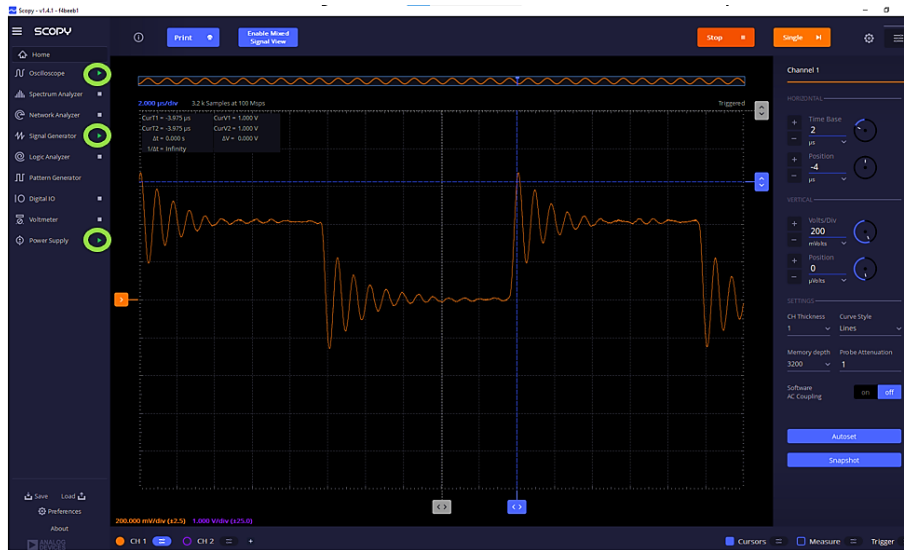 Scopy - v1.4.1 - f4breb1
SCOPY
Print
Enable Mixed
Signal View
Stop
Single
Home
Oscilloscope
Spectrum Analyzer
Network Analyzer
Signal Generator
Logic Analyzer
Pattern Generator
Digital IO
Voltmeter
Power Supply
Save Load
Preferences
About
ANALOG
DEVICES
2.000 µs/div 3.2 k Samples at 100 Msps
Triggered
CurT1 = -3.975 µs CurV1 = 1.000 V
CurT2 = -3.975 µs CurV2 = 1.000 V
Δt = 0.000 s ΔV = 0.000 V
1/Δt = Infinity
200.000 mV/div (±2.5) 1.000 V/div (±25.0)
CH 1 CH 2 +
Cursors Measure Trigger
Channel 1
HORIZONTAL
Time Base
+ 2
- µs
Position
+ -4
- µs
VERTICAL
Volts/Div
+ 200
- mVolts
Position
+ 0
- µVolts
SETTINGS
CH Thickness Curve Style
1 Lines
Memory depth Probe Attenuation
3200 1
Software
AC Coupling
on off
Autoset
Snapshot